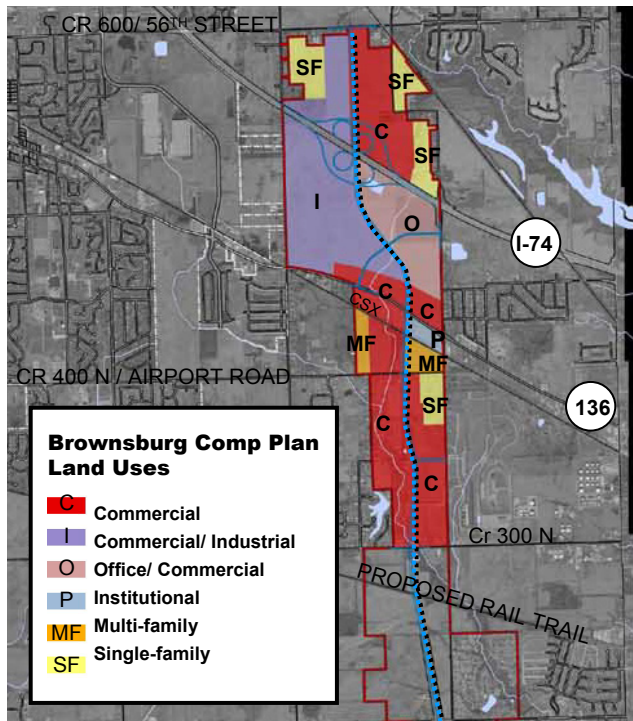 CR 600/ 56TH STREET
SF
SF
C
SF
I
O
I-74
C
C
CSX
P
MF
MF
CR 400 N / AIRPORT ROAD
SF
136
C
C
Cr 300 N
PROPOSED RAIL TRAIL
Brownsburg Comp Plan
Land Uses
C Commercial
I Commercial/ Industrial
O Office/ Commercial
P Institutional
MF Multi-family
SF Single-family